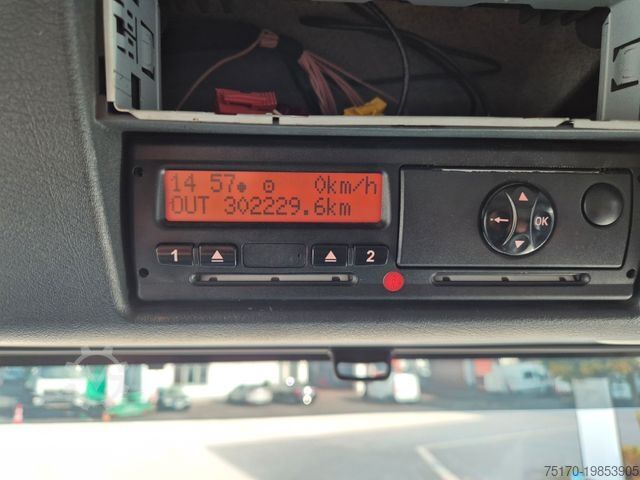 14 57● ⊙ 0km/h
OUT 302229.6km
1 2
OK
75170-19853905